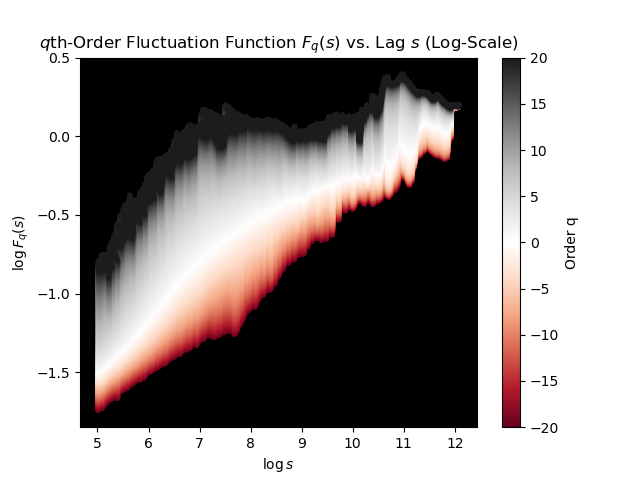 qth-Order Fluctuation Function F_q(s) vs. Lag s (Log-Scale)
0.5
0.0
−0.5
−1.0
−1.5
log F_q(s)
5 6 7 8 9 10 11 12
log s
20
15
10
5
0
−5
−10
−15
−20
Order q